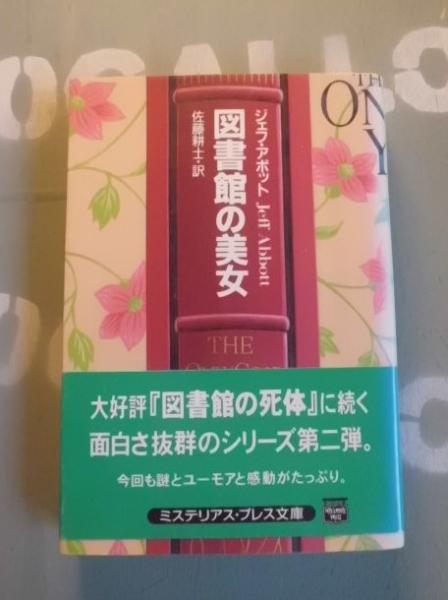 ジェフ・アボット Jeff Abbott
図書館の美女
佐藤耕士・訳
THE
大好評『図書館の死体』に続く
面白さ抜群のシリーズ第二弾。
今回も謎とユーモアと感動がたっぷり。
ミステリアス・プレス文庫